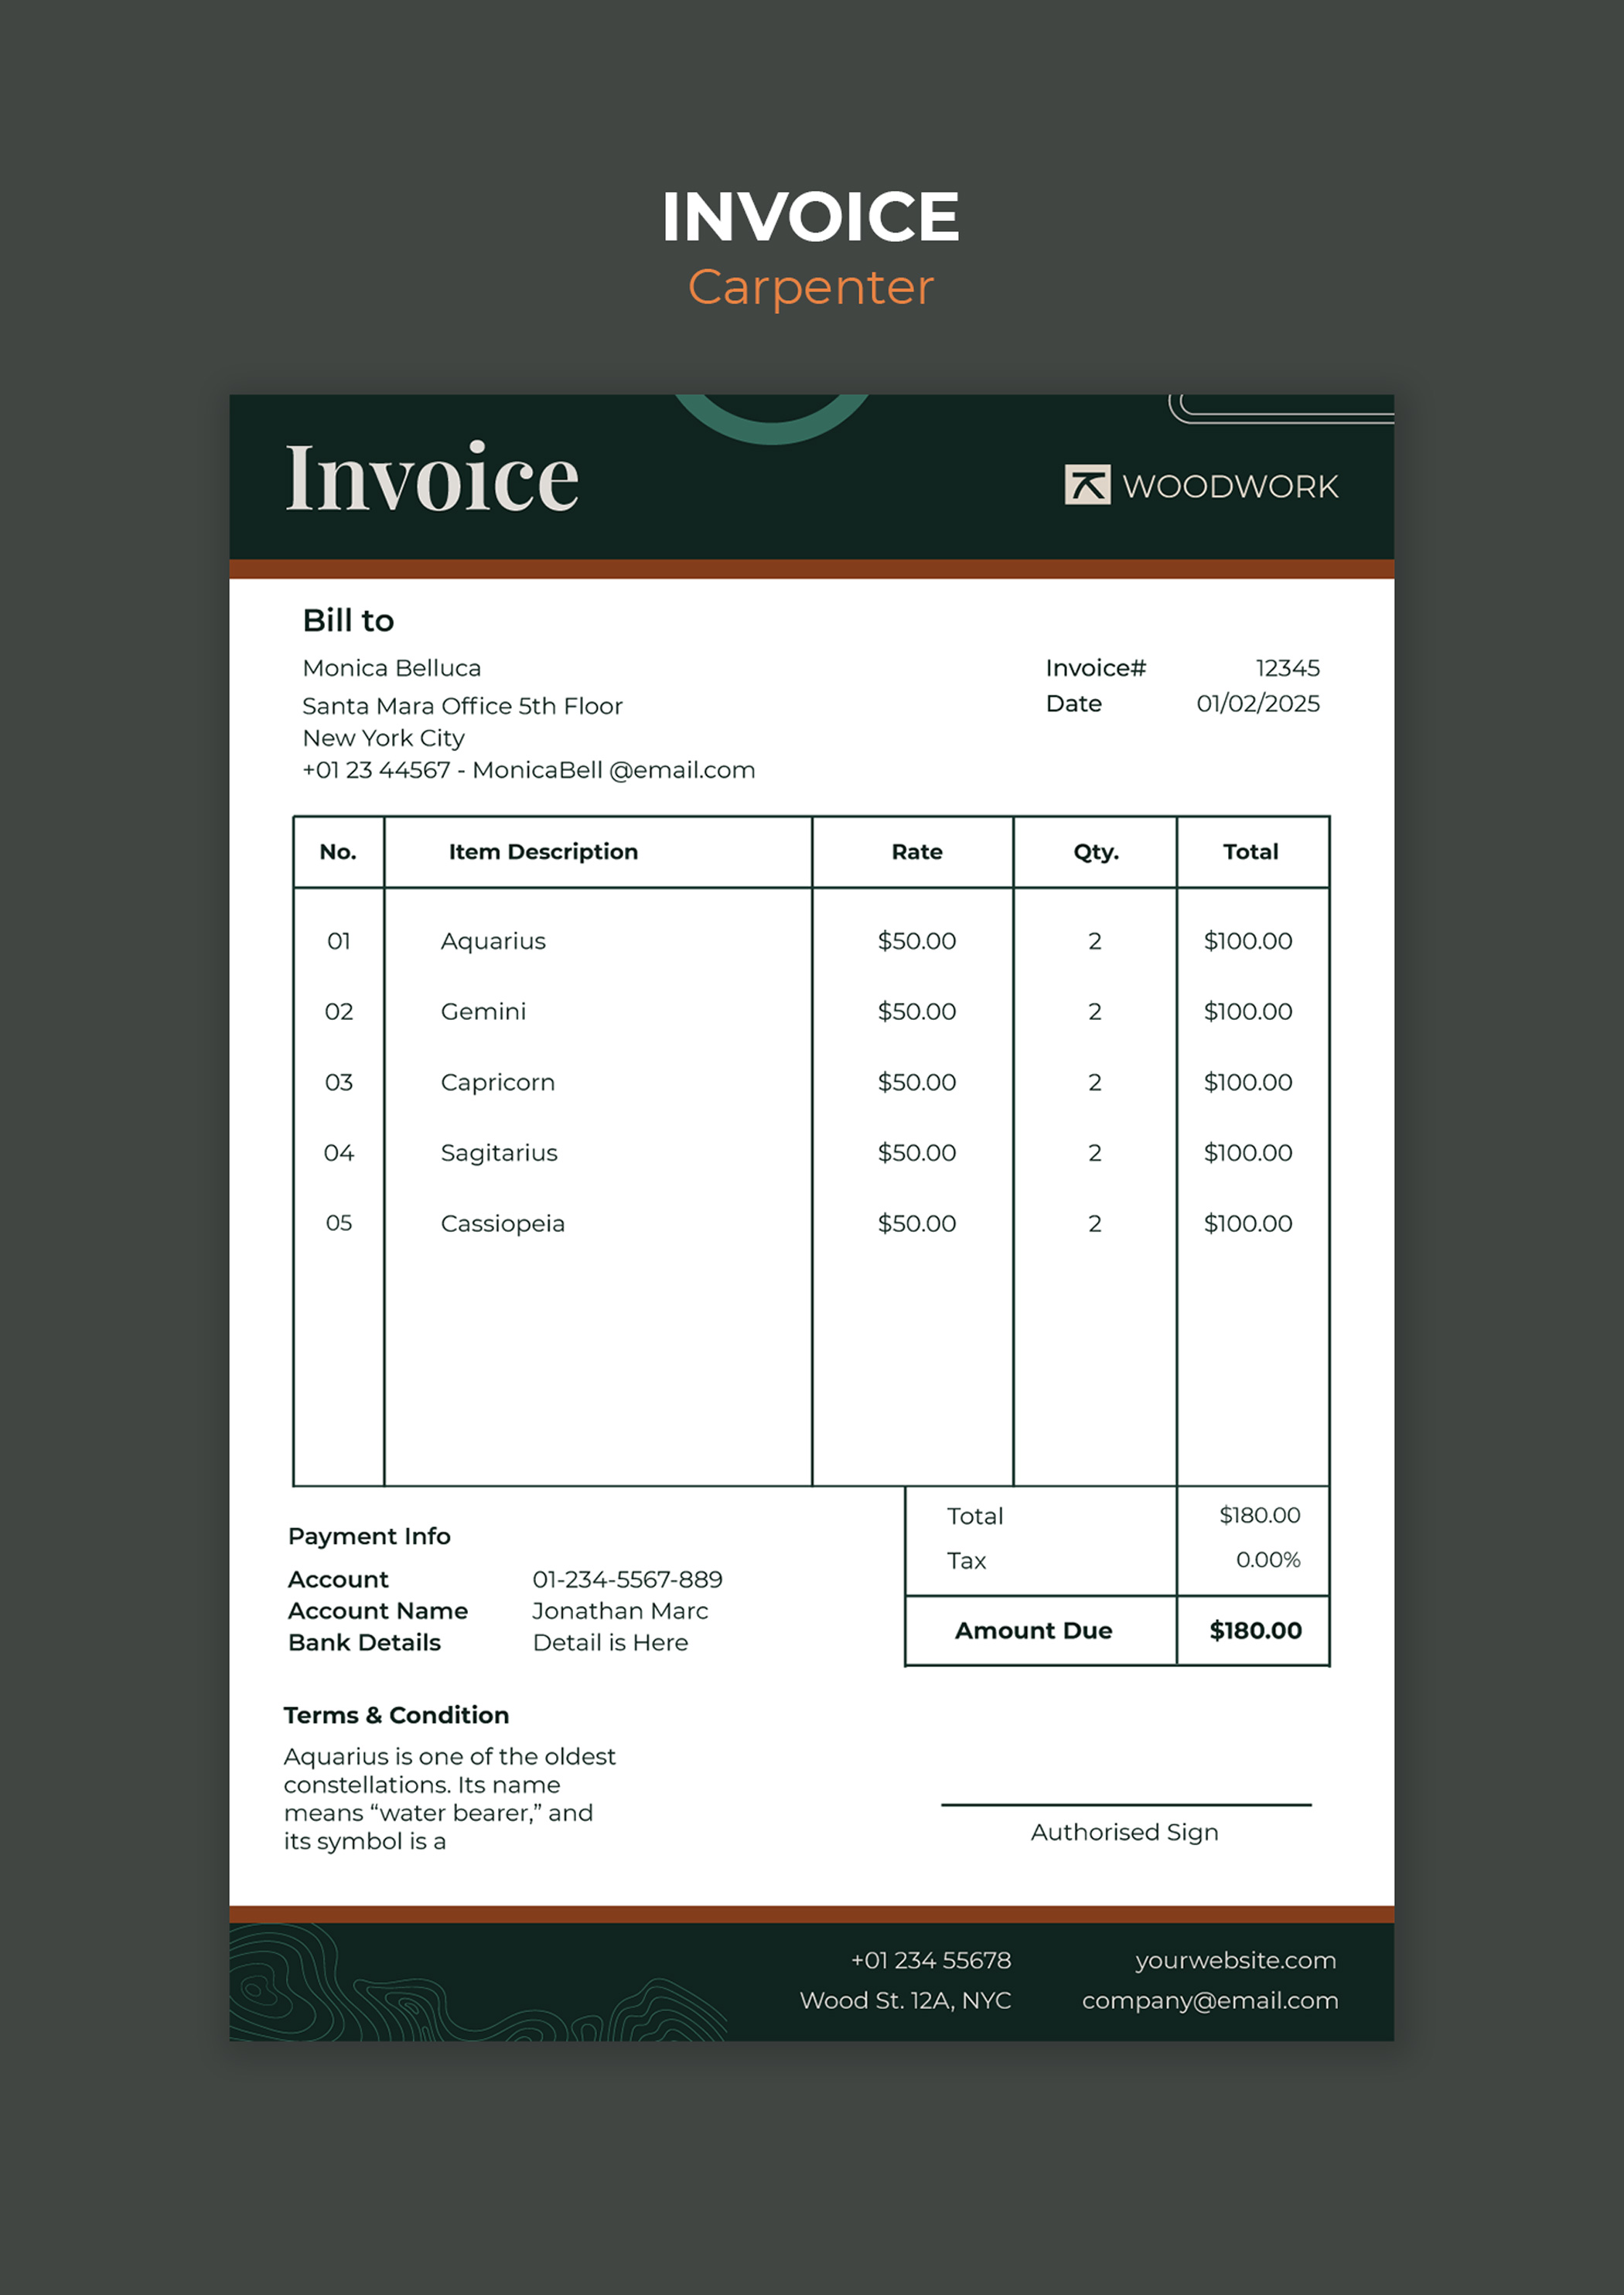 INVOICE
Carpenter
Invoice
WOODWORK
Bill to
Monica Belluca
Santa Mara Office 5th Floor
New York City
+01 23 44567 - MonicaBell @email.com
Invoice# 12345
Date 01/02/2025
No. Item Description Rate Qty. Total
01 Aquarius $50.00 2 $100.00
02 Gemini $50.00 2 $100.00
03 Capricorn $50.00 2 $100.00
04 Sagitarius $50.00 2 $100.00
05 Cassiopeia $50.00 2 $100.00
Total $180.00
Tax 0.00%
Amount Due $180.00
Payment Info
Account 01-234-5567-889
Account Name Jonathan Marc
Bank Details Detail is Here
Terms & Condition
Aquarius is one of the oldest
constellations. Its name
means “water bearer,” and
its symbol is a
Authorised Sign
+01 234 55678 yourwebsite.com
Wood St. 12A, NYC company@email.com